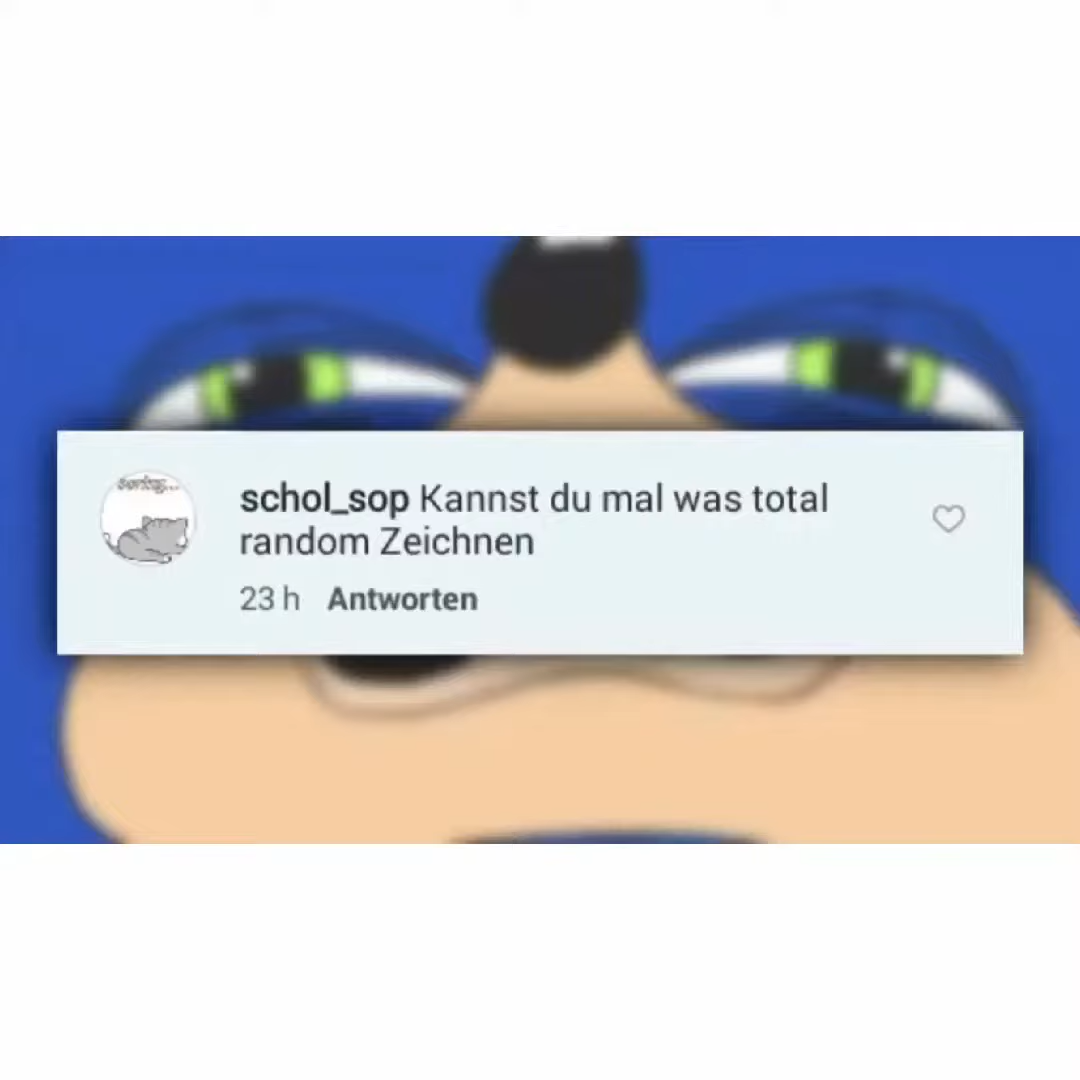 schol_sop Kannst du mal was total
random Zeichnen
23 h Antworten